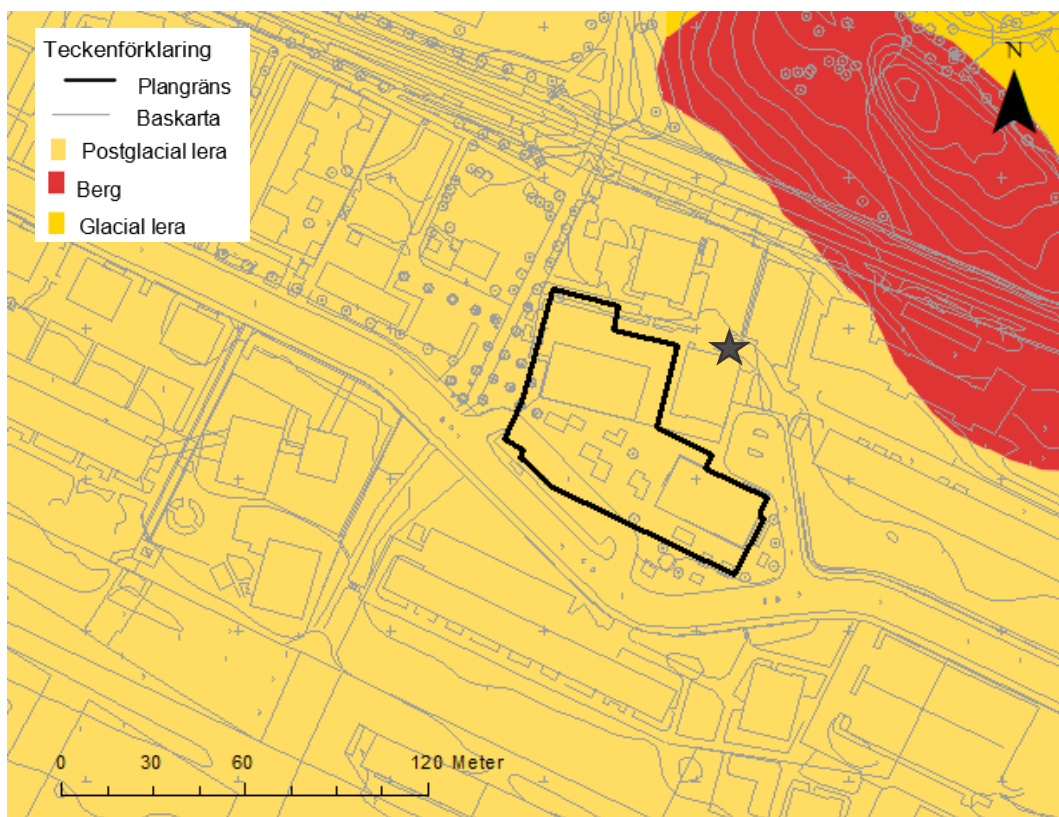 Teckenförklaring
Plangräns
Baskarta
Postglacial lera
Berg
Glacial lera
N
0 30 60 120 Meter